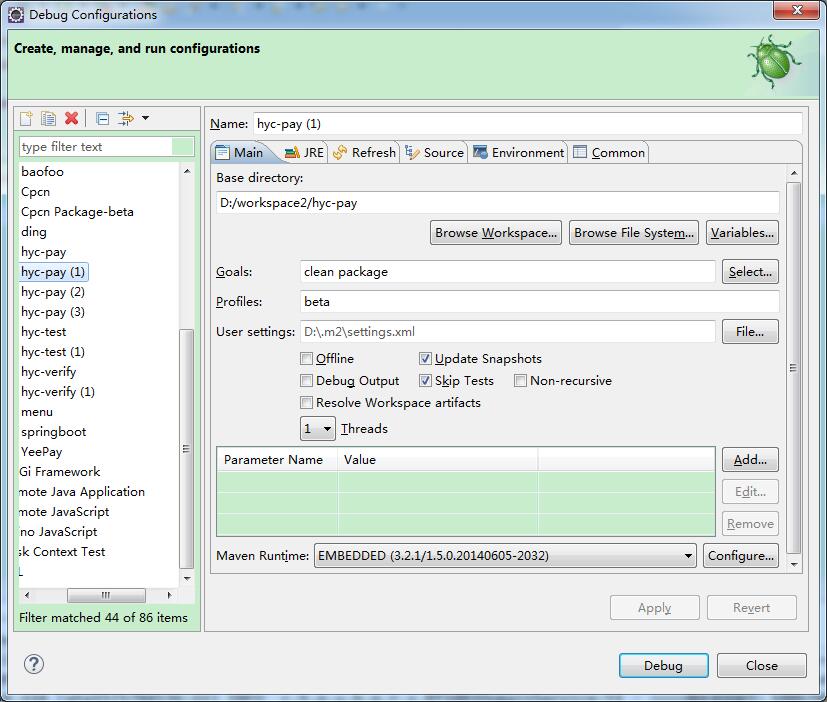 Debug Configurations
Create, manage, and run configurations
type filter text
baofoo
Cpcn
Cpcn Package-beta
ding
hyc-pay
hyc-pay (1)
hyc-pay (2)
hyc-pay (3)
hyc-test
hyc-test (1)
hyc-verify
hyc-verify (1)
menu
springboot
YeePay
Gi Framework
mote Java Application
mote JavaScript
no JavaScript
sk Context Test
Filter matched 44 of 86 items
Name: hyc-pay (1)
Main JRE Refresh Source Environment Common
Base directory:
D:/workspace2/hyc-pay
Browse Workspace... Browse File System... Variables...
Goals: clean package Select...
Profiles: beta
User settings: D:\.m2\settings.xml File...
Offline Update Snapshots
Debug Output Skip Tests Non-recursive
Resolve Workspace artifacts
1 Threads
Parameter Name Value Add...
Edit...
Remove
Maven Runtime: EMBEDDED (3.2.1/1.5.0.20140605-2032) Configure...
Apply Revert
? Debug Close